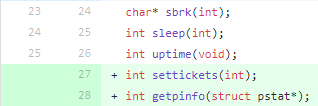 23 24 char* sbrk(int);
24 25 int sleep(int);
25 26 int uptime(void);
27 + int settickets(int);
28 + int getpinfo(struct pstat*);